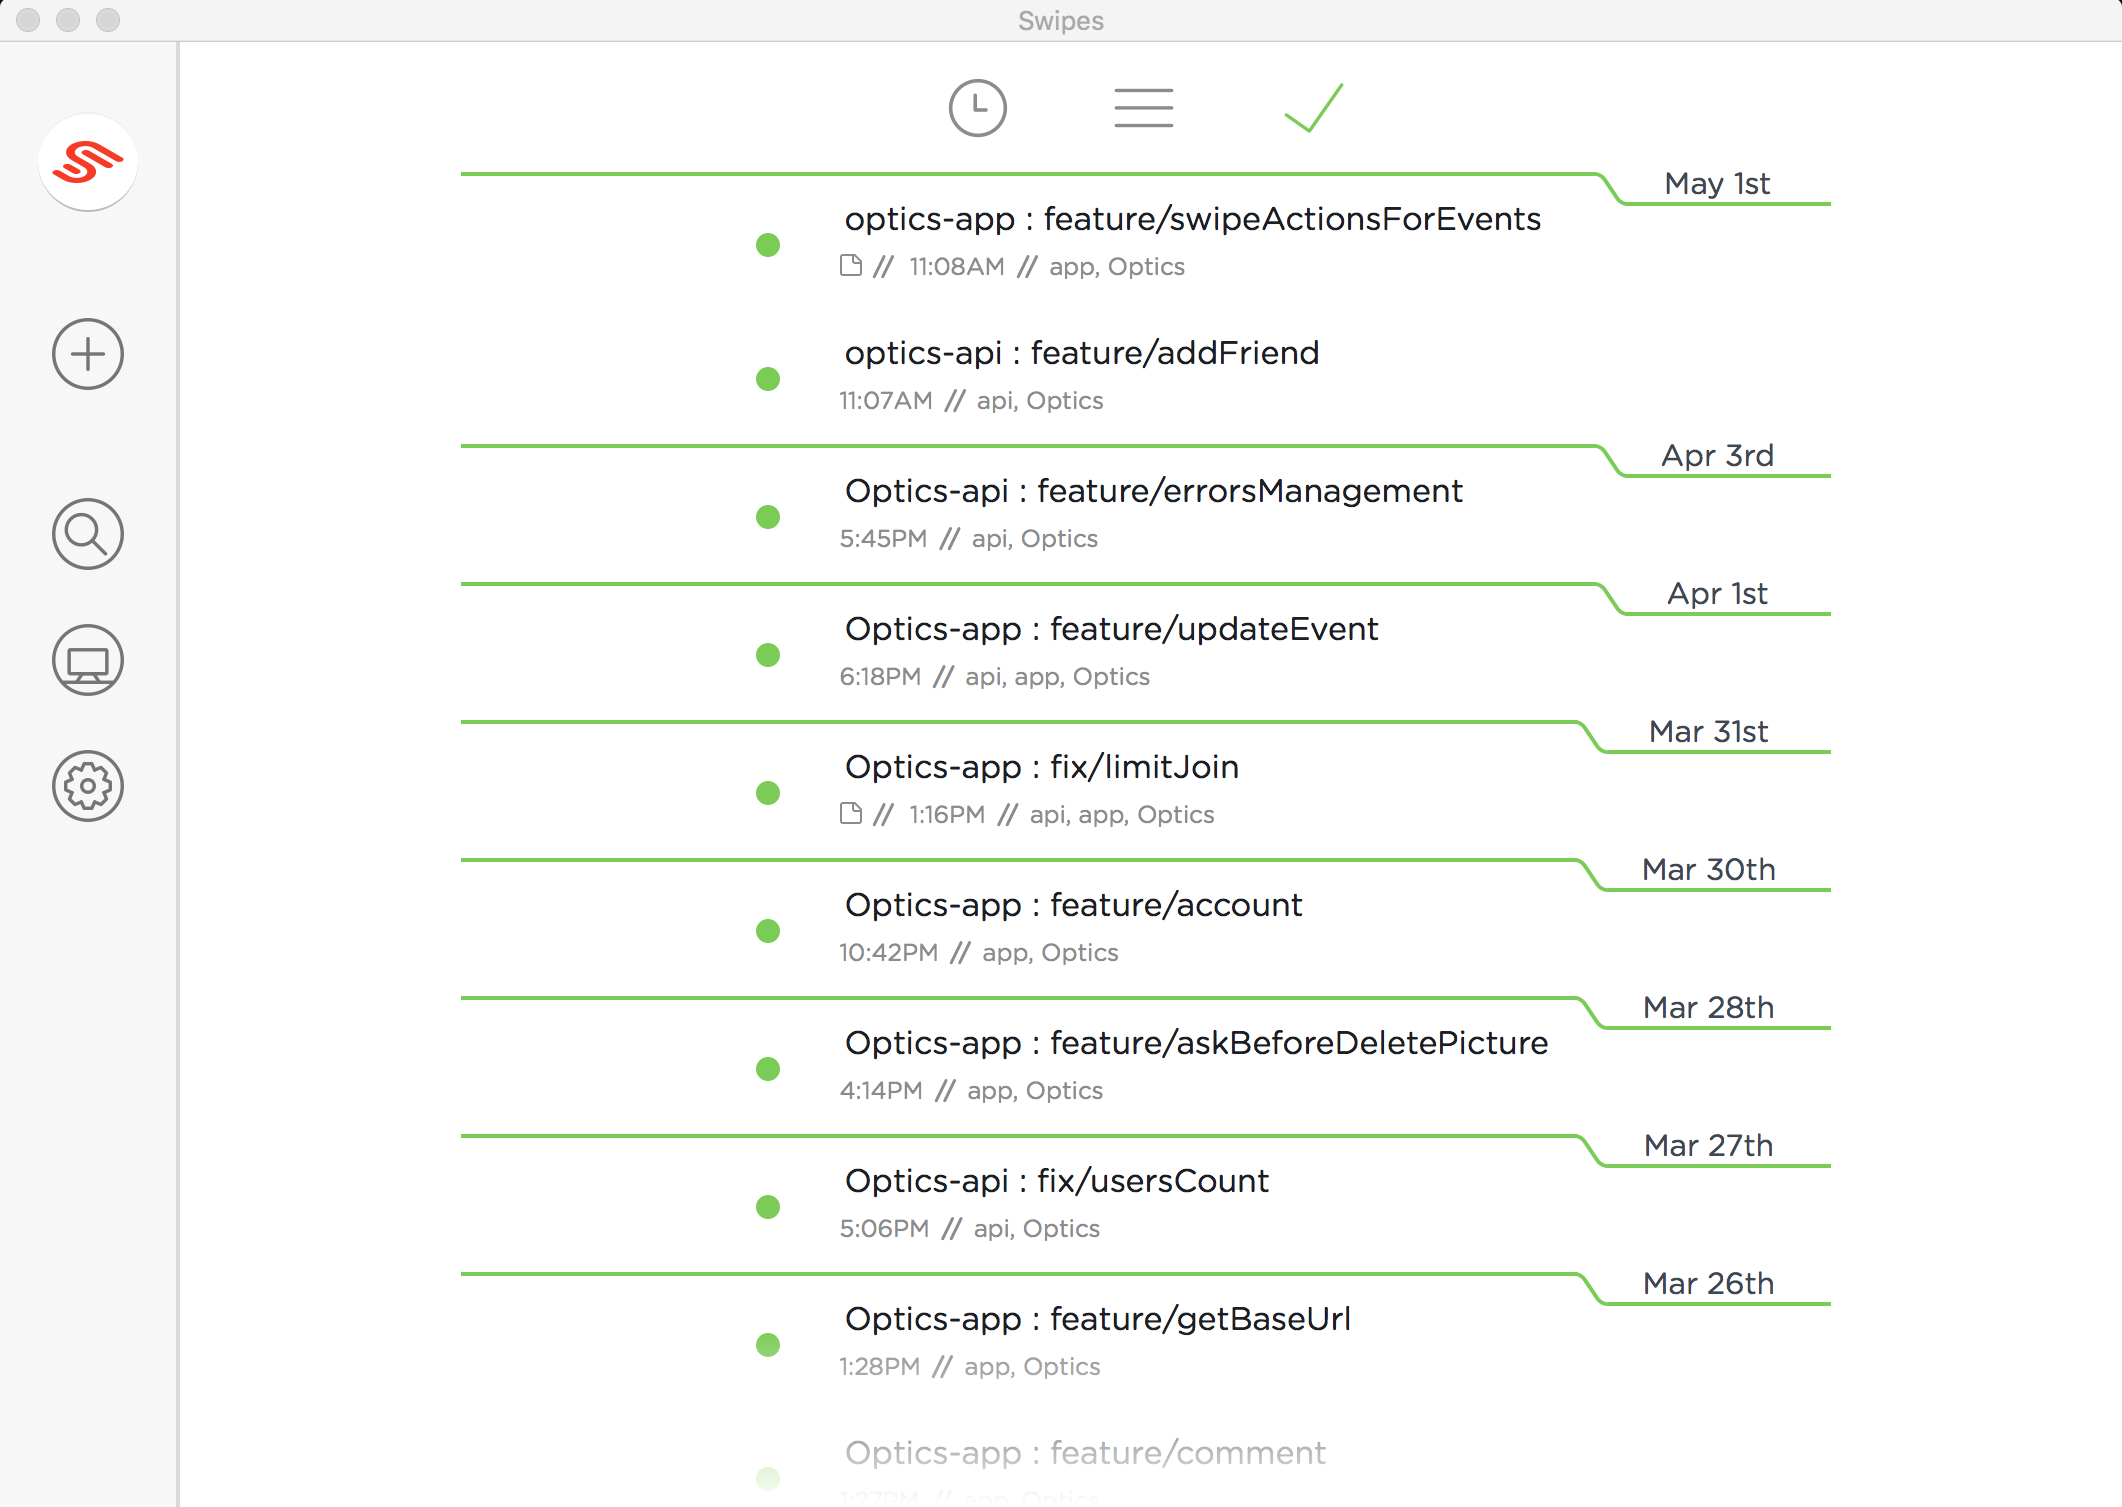 Swipes
May 1st
optics-app : feature/swipeActionsForEvents
// 11:08AM // app, Optics
optics-api : feature/addFriend
11:07AM // api, Optics
Apr 3rd
Optics-api : feature/errorsManagement
5:45PM // api, Optics
Apr 1st
Optics-app : feature/updateEvent
6:18PM // api, app, Optics
Mar 31st
Optics-app : fix/limitJoin
// 1:16PM // api, app, Optics
Mar 30th
Optics-app : feature/account
10:42PM // app, Optics
Mar 28th
Optics-app : feature/askBeforeDeletePicture
4:14PM // app, Optics
Mar 27th
Optics-api : fix/usersCount
5:06PM // api, Optics
Mar 26th
Optics-app : feature/getBaseUrl
1:28PM // app, Optics
Optics-app : feature/comment
1:27PM // app, Optics